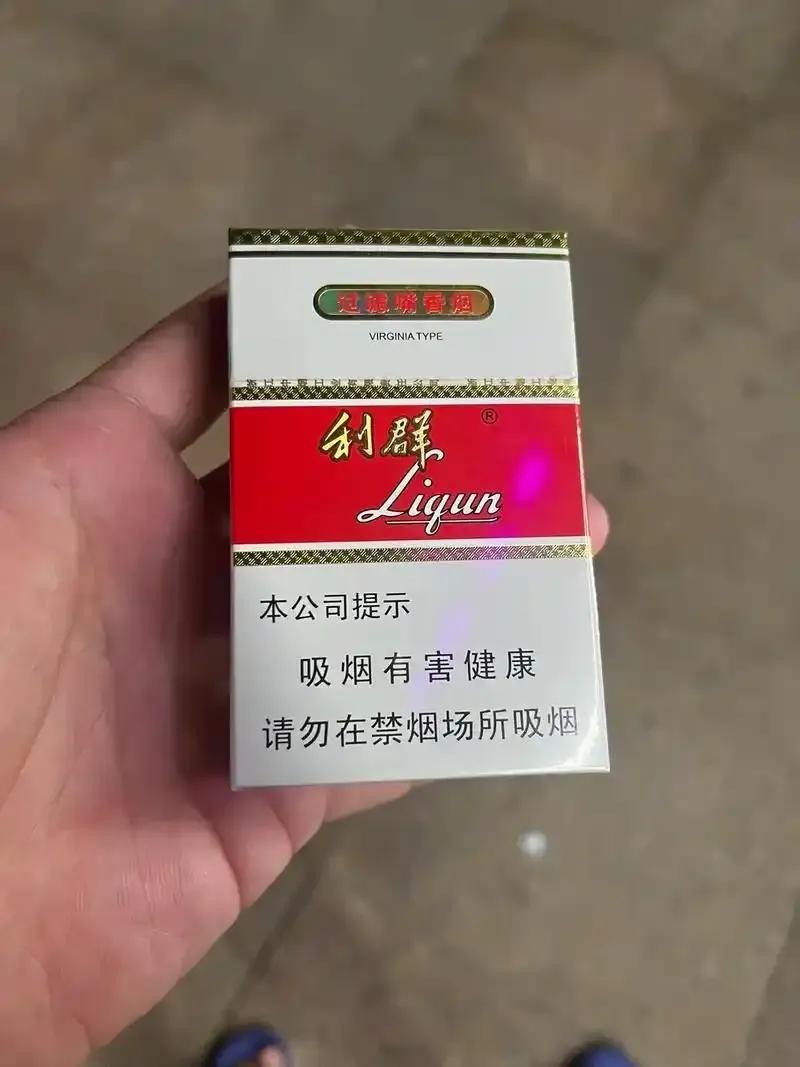 过滤嘴香烟
VIRGINIA TYPE
利群 ®
Liqun
本公司提示
吸烟有害健康
请勿在禁烟场所吸烟